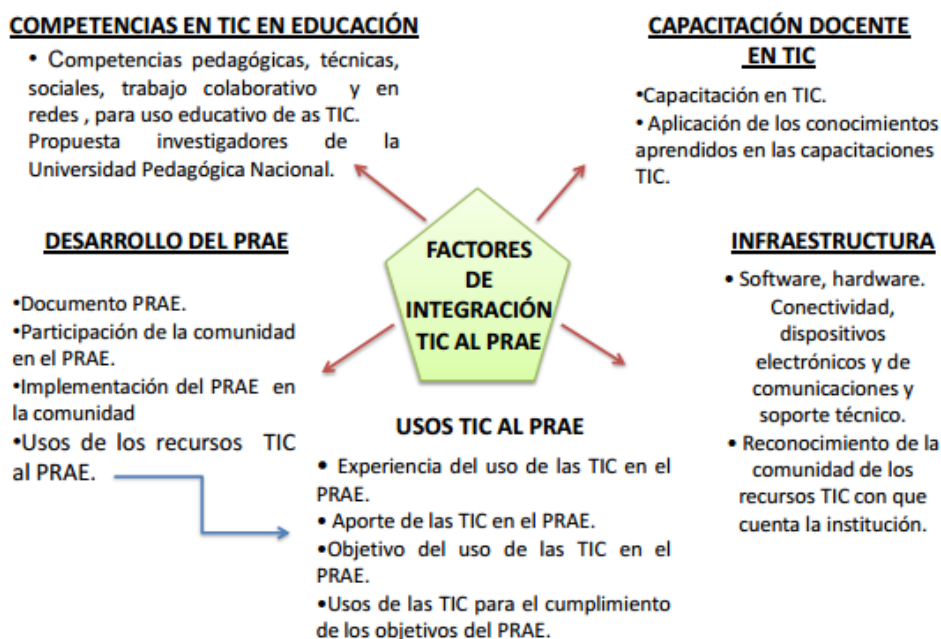 COMPETENCIAS EN TIC EN EDUCACIÓN
• Competencias pedagógicas, técnicas,
sociales, trabajo colaborativo y en
redes , para uso educativo de as TIC.
Propuesta investigadores de la
Universidad Pedagógica Nacional.
CAPACITACIÓN DOCENTE
EN TIC
•Capacitación en TIC.
• Aplicación de los conocimientos
aprendidos en las capacitaciones
TIC.
FACTORES
DE
INTEGRACIÓN
TIC AL PRAE
DESARROLLO DEL PRAE
•Documento PRAE.
•Participación de la comunidad
en el PRAE.
•Implementación del PRAE en
la comunidad
•Usos de los recursos TIC
al PRAE.
INFRAESTRUCTURA
• Software, hardware.
Conectividad,
dispositivos
electrónicos y de
comunicaciones y
soporte técnico.
• Reconocimiento de la
comunidad de los
recursos TIC con que
cuenta la institución.
USOS TIC AL PRAE
• Experiencia del uso de las TIC en el
PRAE.
• Aporte de las TIC en el PRAE.
•Objetivo del uso de las TIC en el
PRAE.
•Usos de las TIC para el cumplimiento
de los objetivos del PRAE.